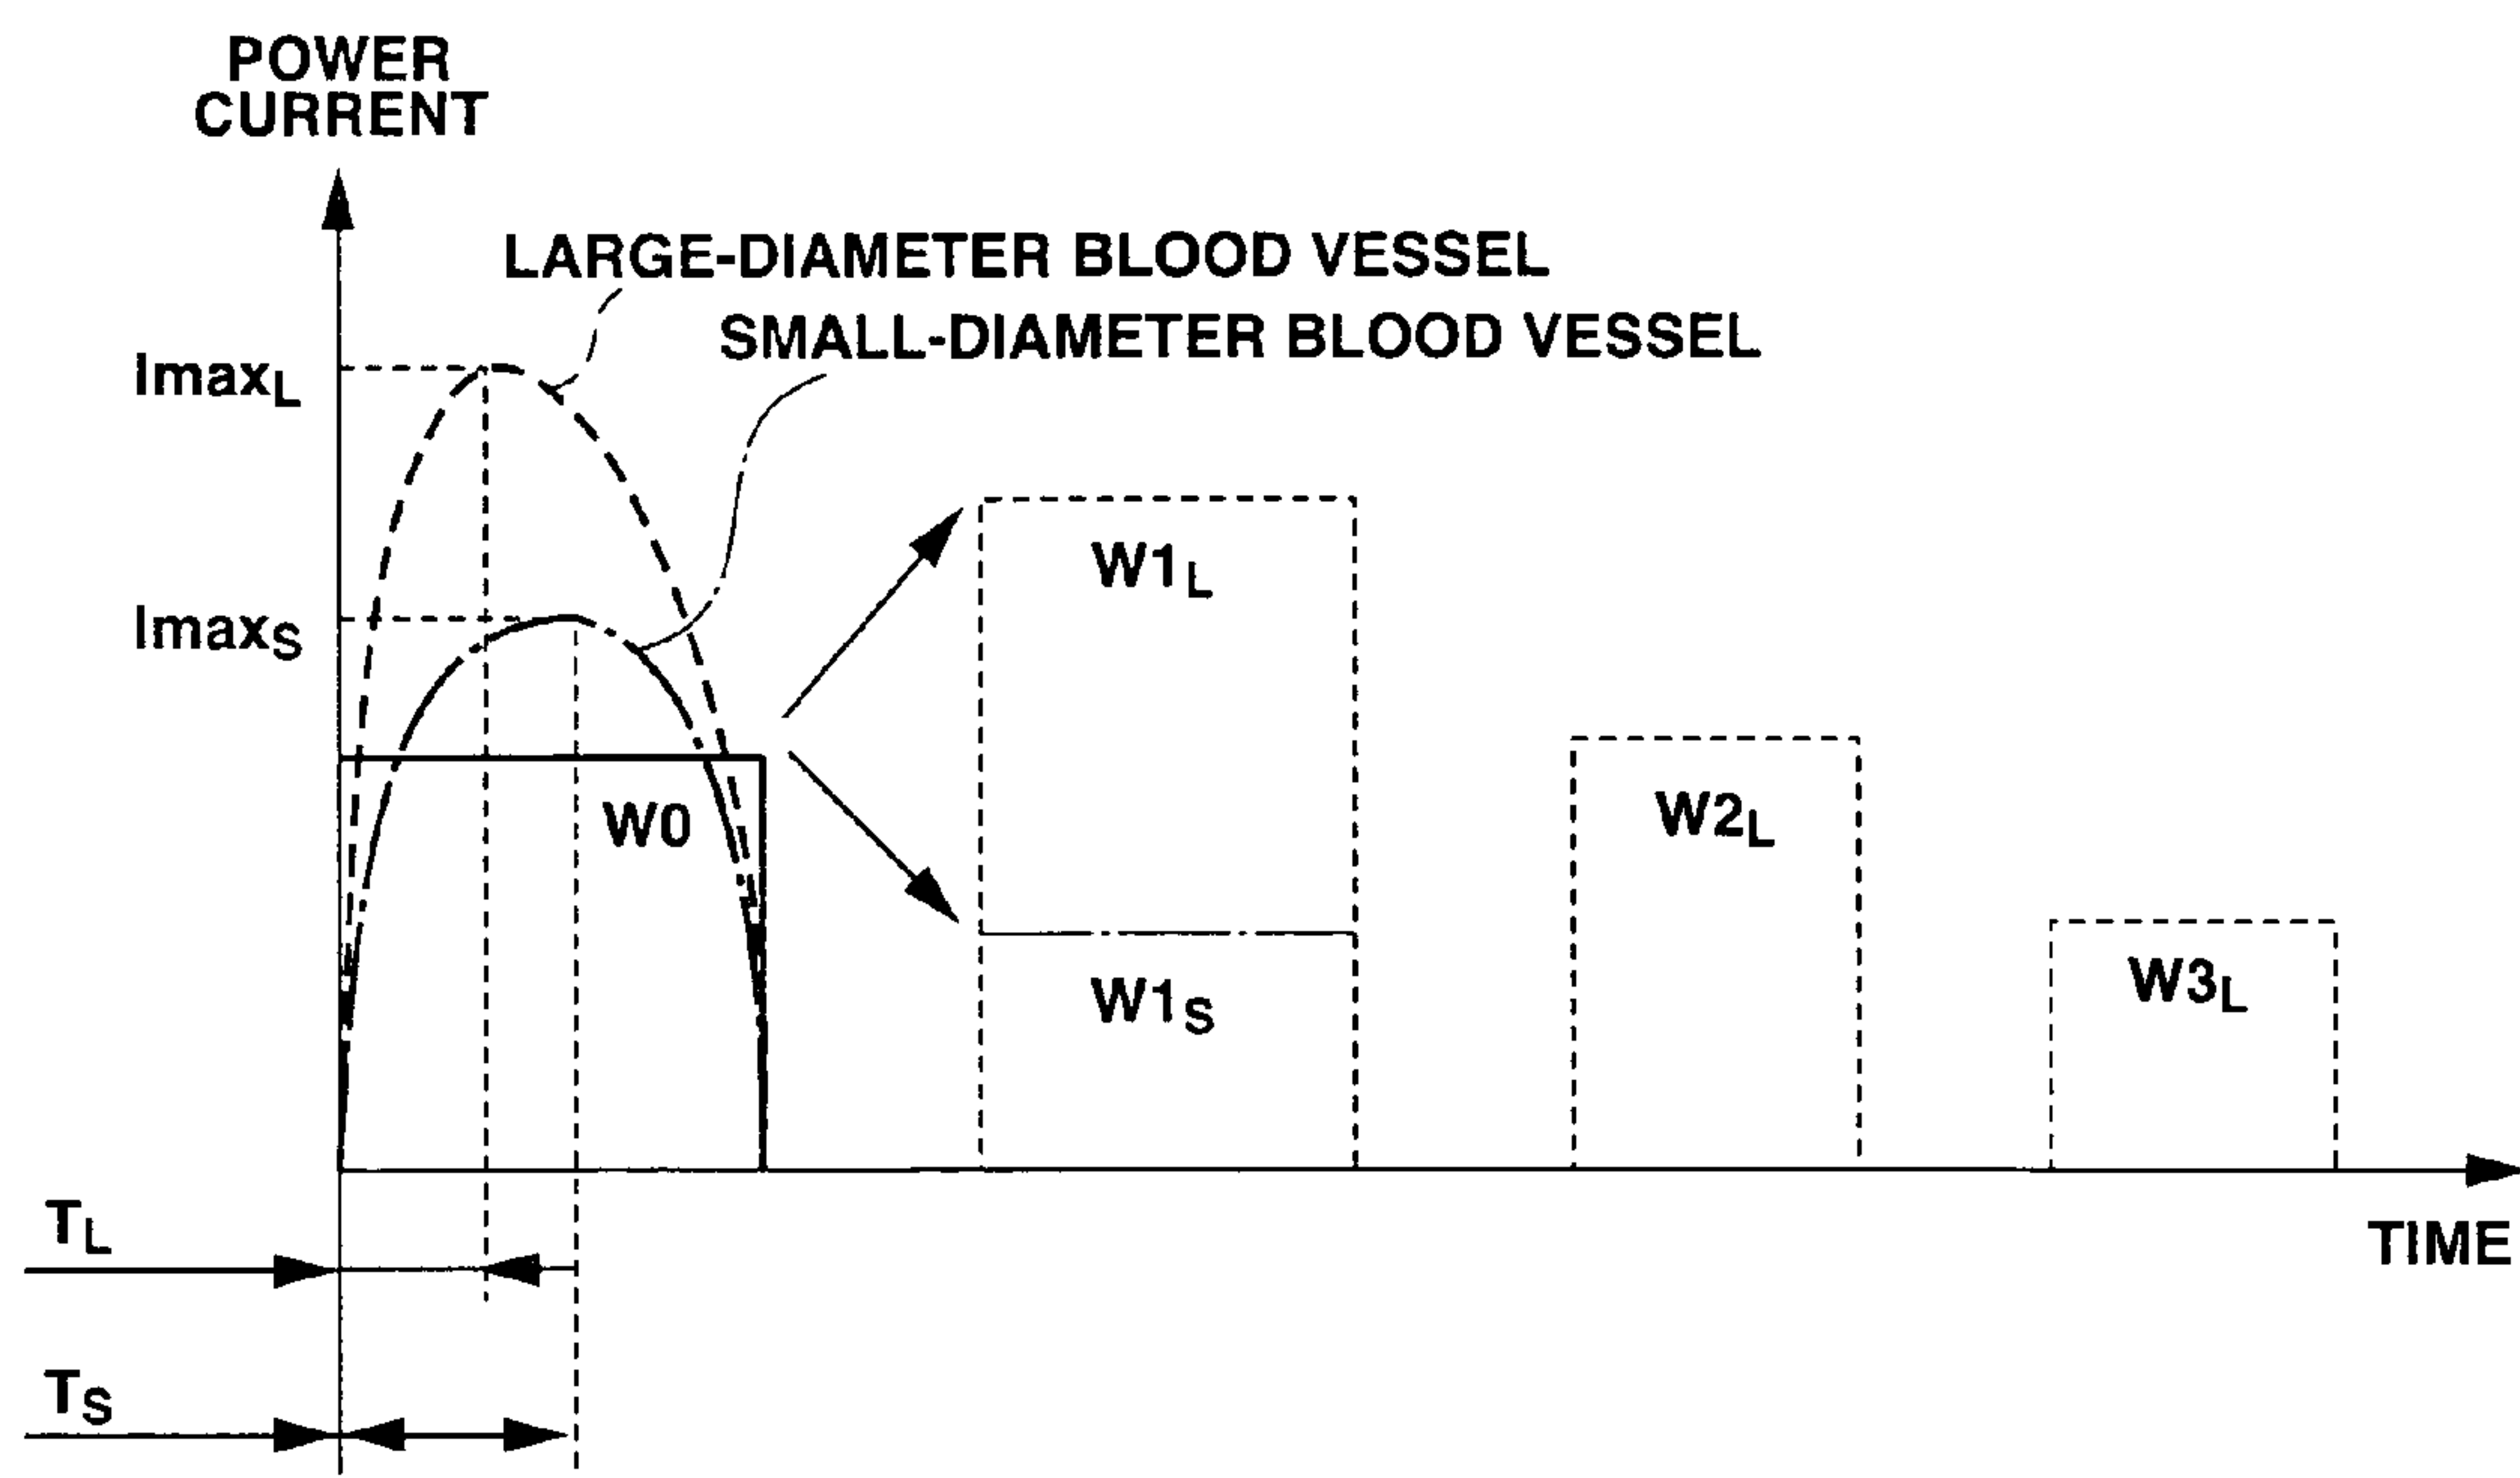 POWER
CURRENT
LARGE-DIAMETER BLOOD VESSEL
SMALL-DIAMETER BLOOD VESSEL
ImaxL
ImaxS
W1L
W0
W2L
W3L
W1S
TL
TIME
TS